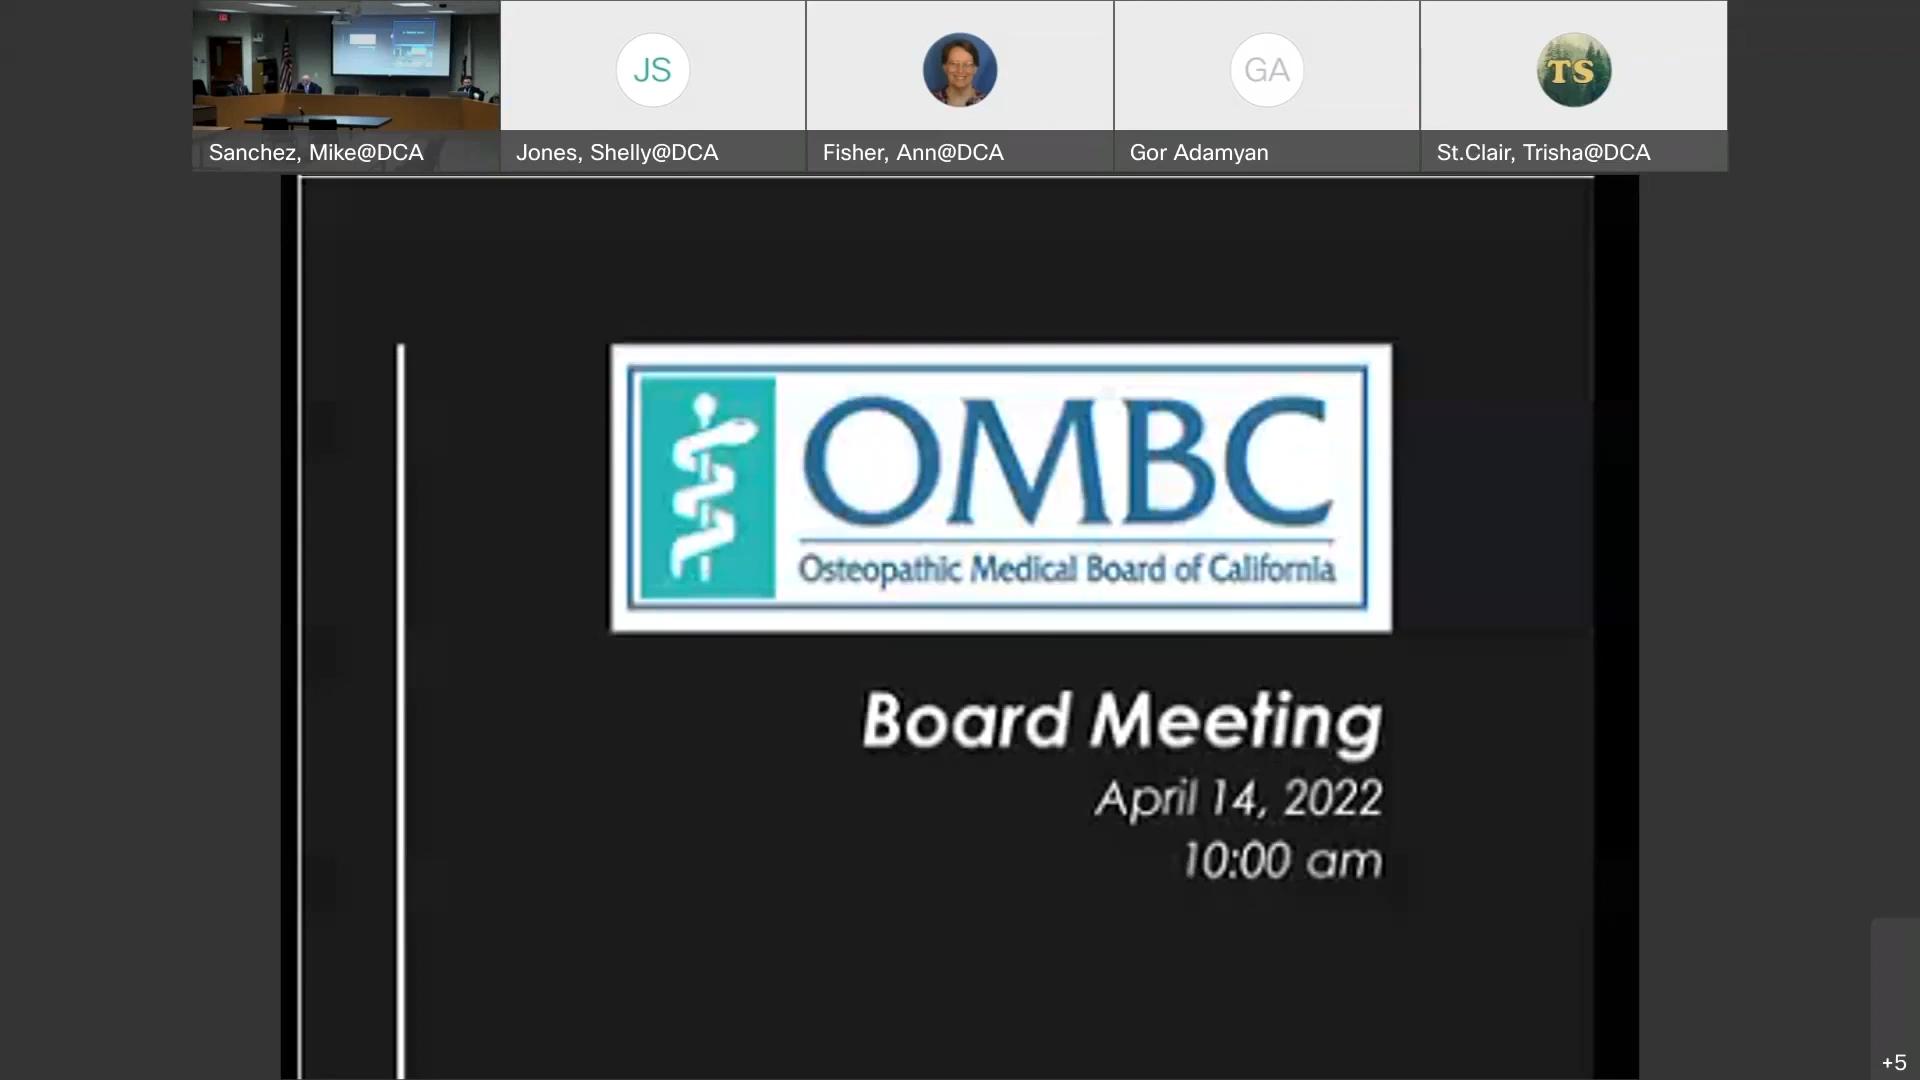 JS
GA
TS
Sanchez, Mike@DCA
Jones, Shelly@DCA
Fisher, Ann@DCA
Gor Adamyan
St.Clair, Trisha@DCA
OMBC
Osteopathic Medical Board of California
Board Meeting
April 14, 2022
10:00 am
+5